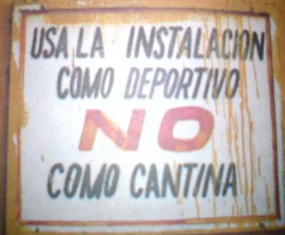 USA LA INSTALACION
COMO DEPORTIVO
NO
COMO CANTINA